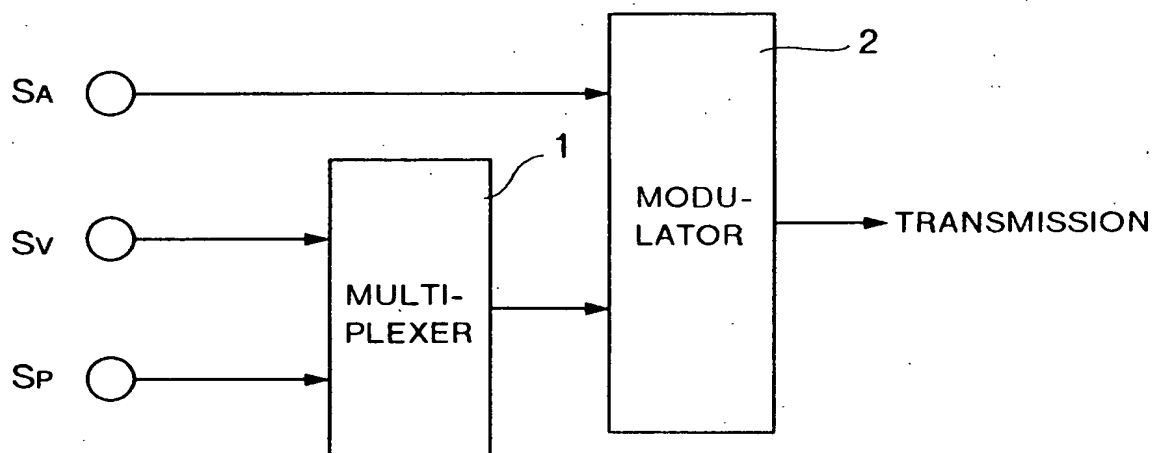 2
SA
1
MODU-
LATOR
SV
TRANSMISSION
MULTI-
PLEXER
SP